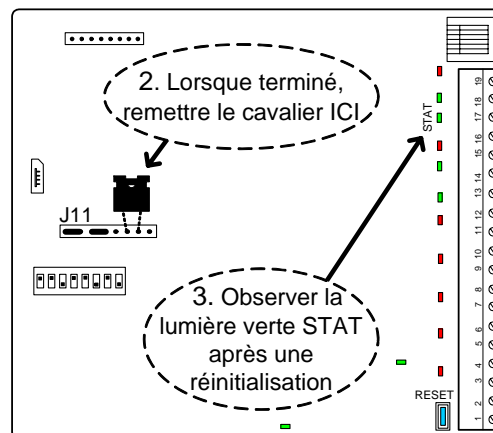 2. Lorsque terminé,
remettre le cavalier ICI
J11
STAT
19
18
17
16
15
14
13
12
11
10
9
8
7
6
5
4
3
2
1
3. Observer la
lumière verte STAT
après une
réinitialisation
RESET